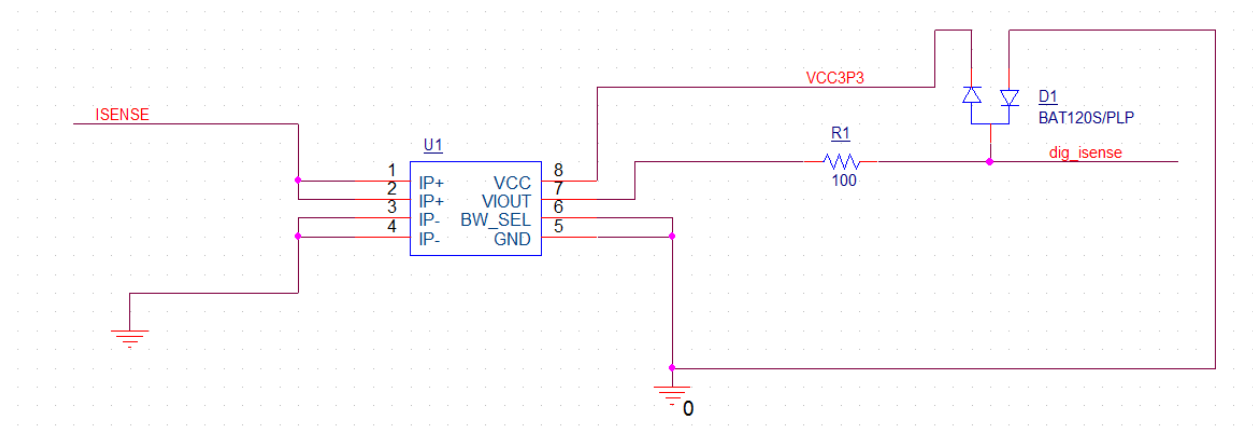 VCC3P3
ISENSE
D1
BAT120S/PLP
R1
100
dig_isense
U1
1 IP+ VCC 8
2 IP+ VIOUT 7
3 IP- BW_SEL 6
4 IP- GND 5
0